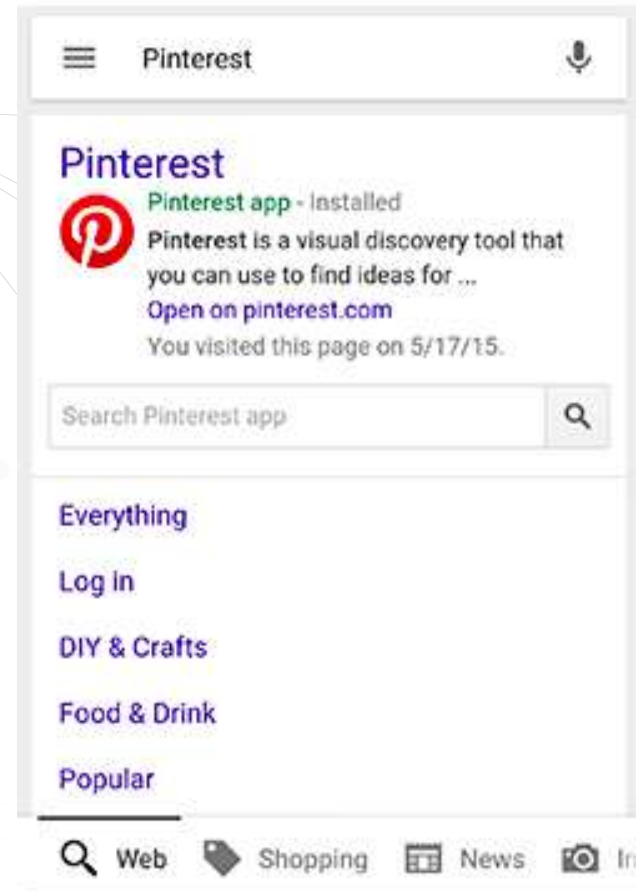 Pinterest
Pinterest
Pinterest app - Installed
Pinterest is a visual discovery tool that
you can use to find ideas for ...
Open on pinterest.com
You visited this page on 5/17/15.
Search Pinterest app
Everything
Log in
DIY & Crafts
Food & Drink
Popular
Web Shopping News